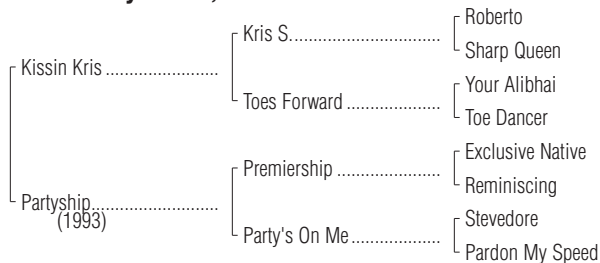 Roberto
Kris S.
Sharp Queen
Kissin Kris
Your Alibhai
Toes Forward
Toe Dancer
Exclusive Native
Premiership
Reminiscing
Partyship
(1993)
Stevedore
Party's On Me
Pardon My Speed